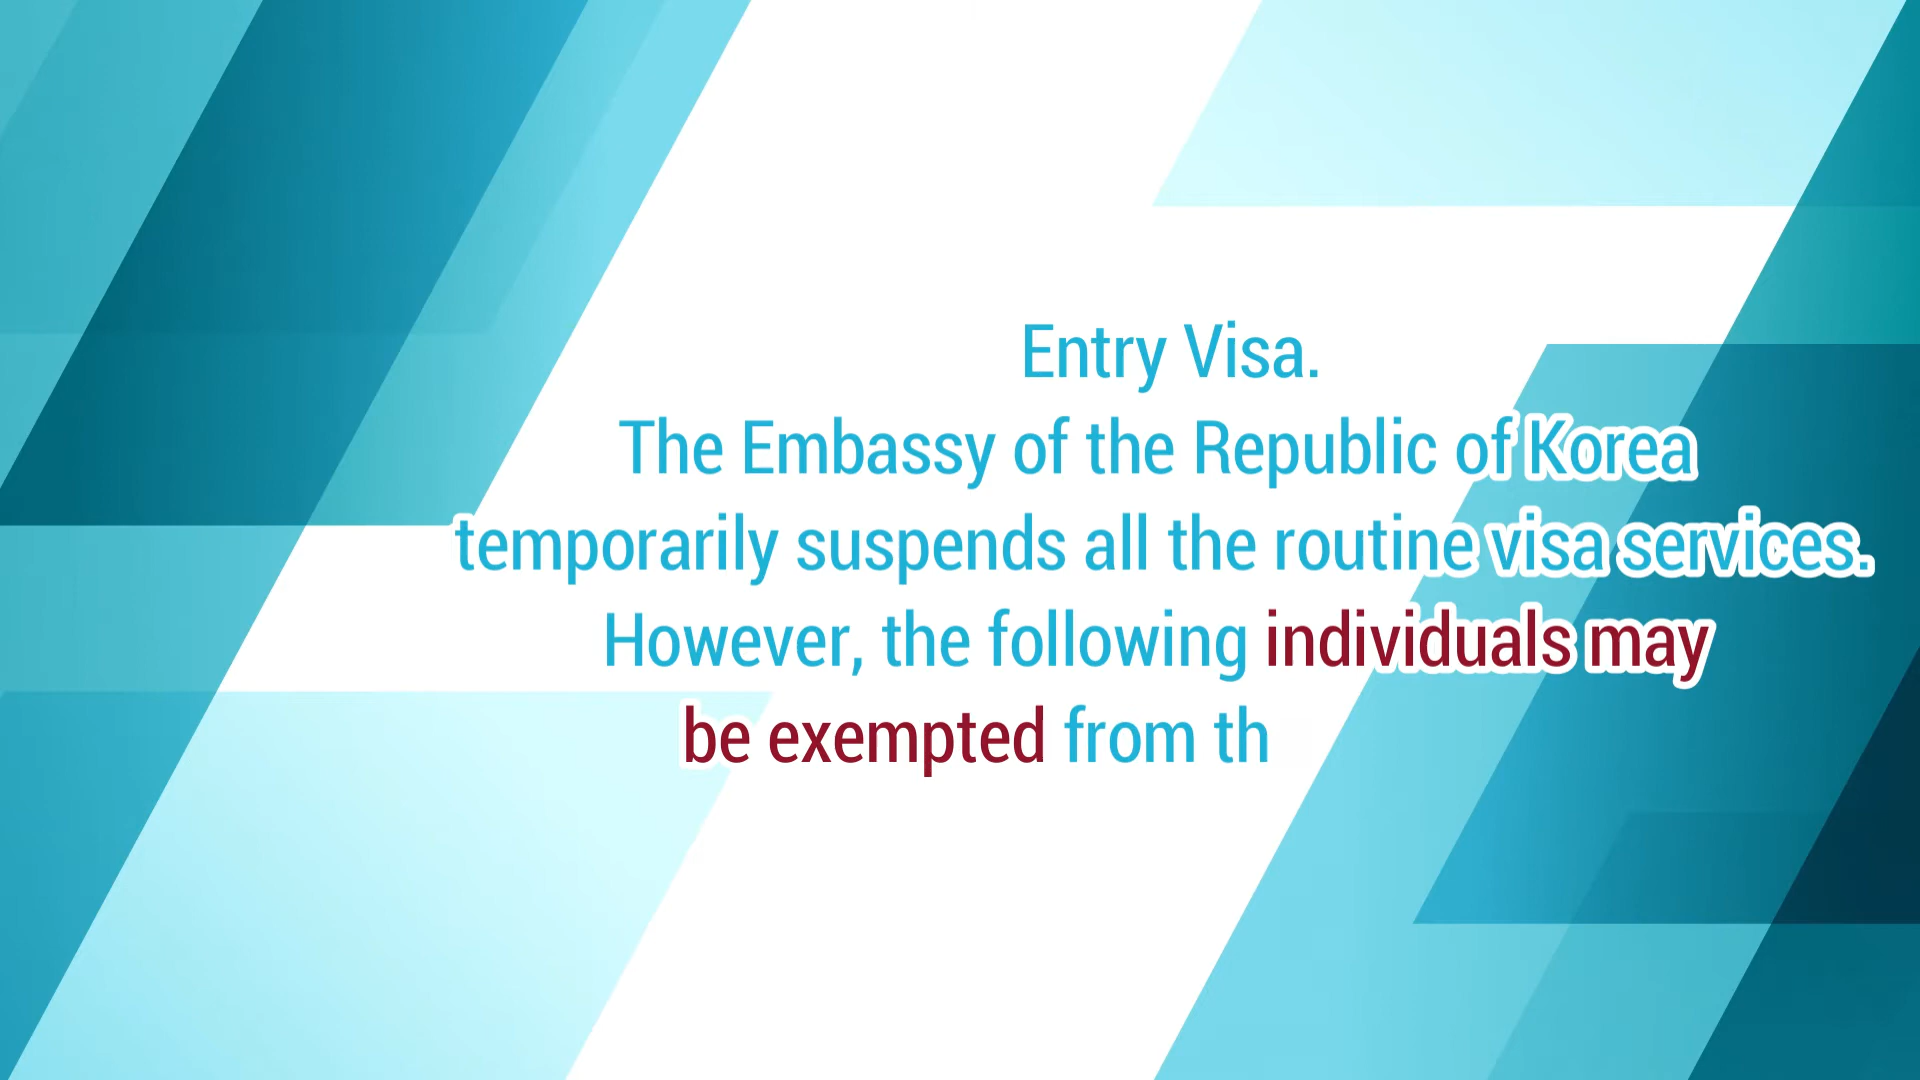 Entry Visa.
The Embassy of the Republic of Korea
temporarily suspends all the routine visa services.
However, the following individuals may
be exempted from th